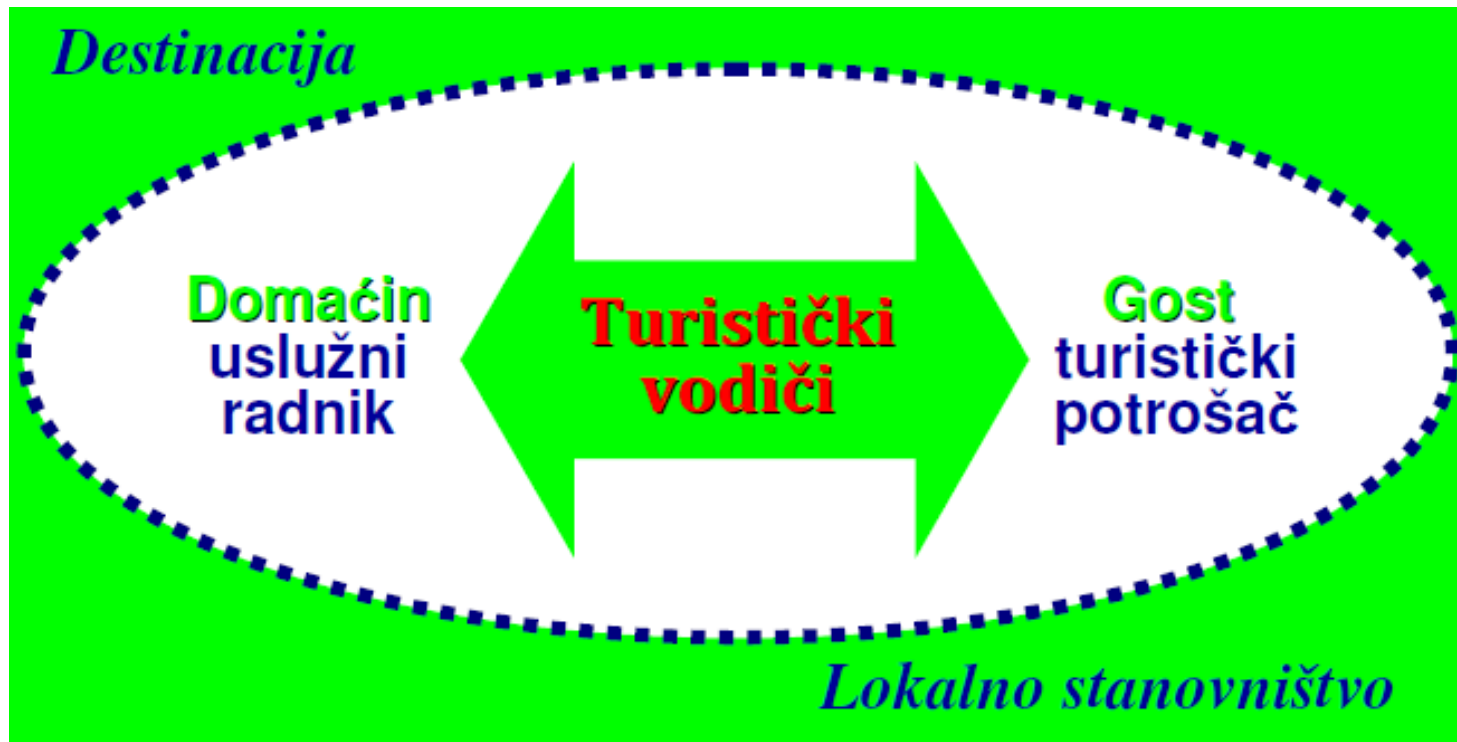 Destinacija
Domaćin
uslužni
radnik
Turistički
vodiči
Gost
turistički
potrošač
Lokalno stanovništvo